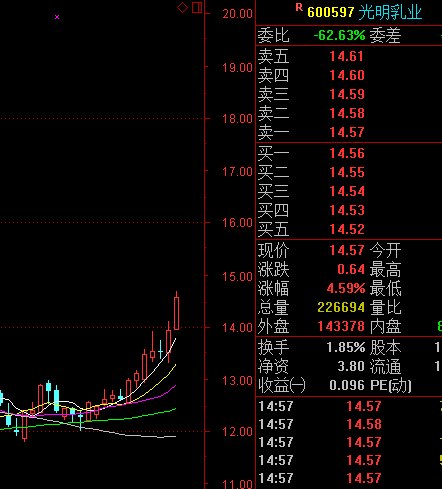 20.00
19.00
18.00
17.00
16.00
15.00
14.00
13.00
12.00
11.00
R 600597 光明乳业
委比 -62.63% 委差
卖五 14.61
卖四 14.60
卖三 14.59
卖二 14.58
卖一 14.57
买一 14.56
买二 14.55
买三 14.54
买四 14.53
买五 14.52
现价 14.57 今开
涨跌 0.64 最高
涨幅 4.59% 最低
总量 226694 量比
外盘 143378 内盘
换手 1.85% 股本
净资 3.80 流通
收益㈠ 0.096 PE(动)
14:57 14.57
14:57 14.58
14:57 14.57
14:57 14.57
14:57 14.57